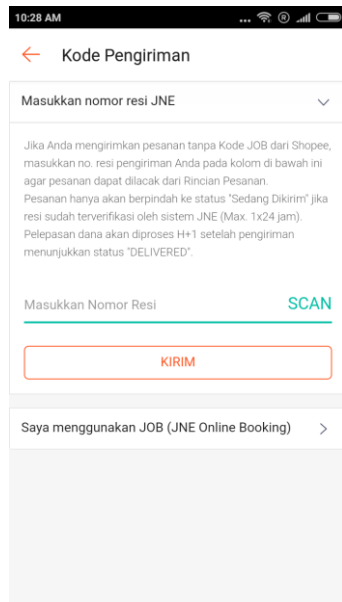 10:28 AM
Kode Pengiriman
Masukkan nomor resi JNE
Jika Anda mengirimkan pesanan tanpa Kode JOB dari Shopee,
masukkan no. resi pengiriman Anda pada kolom di bawah ini
agar pesanan dapat dilacak dari Rincian Pesanan.
Pesanan hanya akan berpindah ke status "Sedang Dikirim" jika
resi sudah terverifikasi oleh sistem JNE (Max. 1x24 jam).
Pelepasan dana akan diproses H+1 setelah pengiriman
menunjukkan status "DELIVERED".
Masukkan Nomor Resi SCAN
KIRIM
Saya menggunakan JOB (JNE Online Booking)